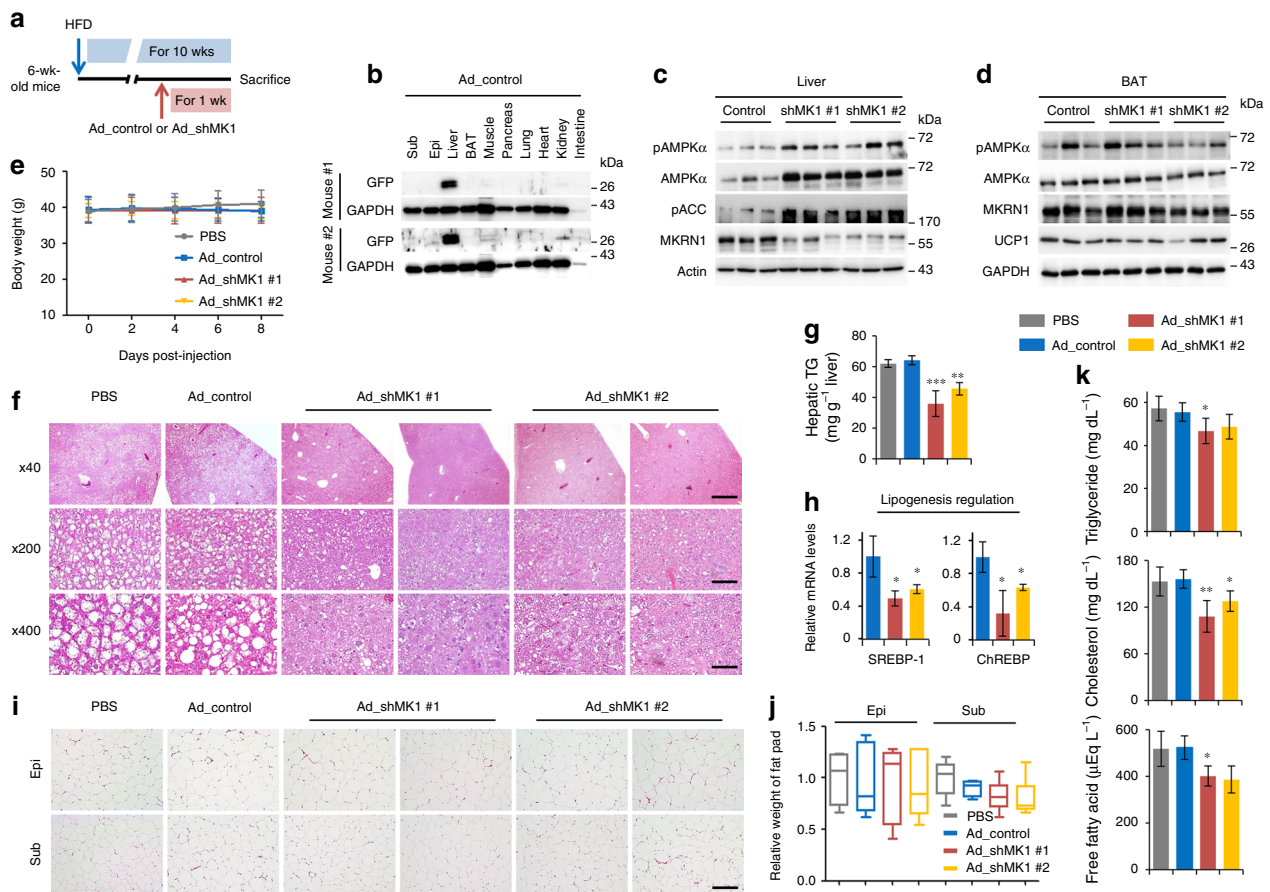 a
HFD
For 10 wks
6-wk-
old mice
Sacrifice
For 1 wk
Ad_control or Ad_shMK1
b
Ad_control
Sub
Epi
Liver
BAT
Muscle
Pancreas
Lung
Heart
Kidney
Intestine
kDa
Mouse #1
GFP
26
GAPDH
43
Mouse #2
GFP
26
GAPDH
43
c
Liver
Control shMK1 #1 shMK1 #2
kDa
pAMPKα
72
AMPKα
72
pACC
170
MKRN1
55
Actin
43
d
BAT
Control shMK1 #1 shMK1 #2
kDa
pAMPKα
72
AMPKα
72
MKRN1
55
UCP1
26
GAPDH
43
e
Body weight (g)
50
40
30
20
10
0 2 4 6 8
Days post-injection
PBS
Ad_control
Ad_shMK1 #1
Ad_shMK1 #2
PBS
Ad_control
Ad_shMK1 #1
Ad_shMK1 #2
f
PBS Ad_control Ad_shMK1 #1 Ad_shMK1 #2
x40
x200
x400
g
Hepatic TG
(mg g⁻¹ liver)
80
60
40
20
0
*** **
h
Lipogenesis regulation
Relative mRNA levels
1.2
0.8
0.4
0
* *
SREBP-1
1.2
0.8
0.4
0
* *
ChREBP
i
PBS Ad_control Ad_shMK1 #1 Ad_shMK1 #2
Epi
Sub
j
Epi Sub
Relative weight of fat pad
1.5
1.0
0.5
0.0
PBS
Ad_control
Ad_shMK1 #1
Ad_shMK1 #2
k
Triglyceride (mg dL⁻¹)
60
40
20
0
*
Cholesterol (mg dL⁻¹)
180
120
60
0
** *
Free fatty acid (µEq L⁻¹)
600
400
200
0
*